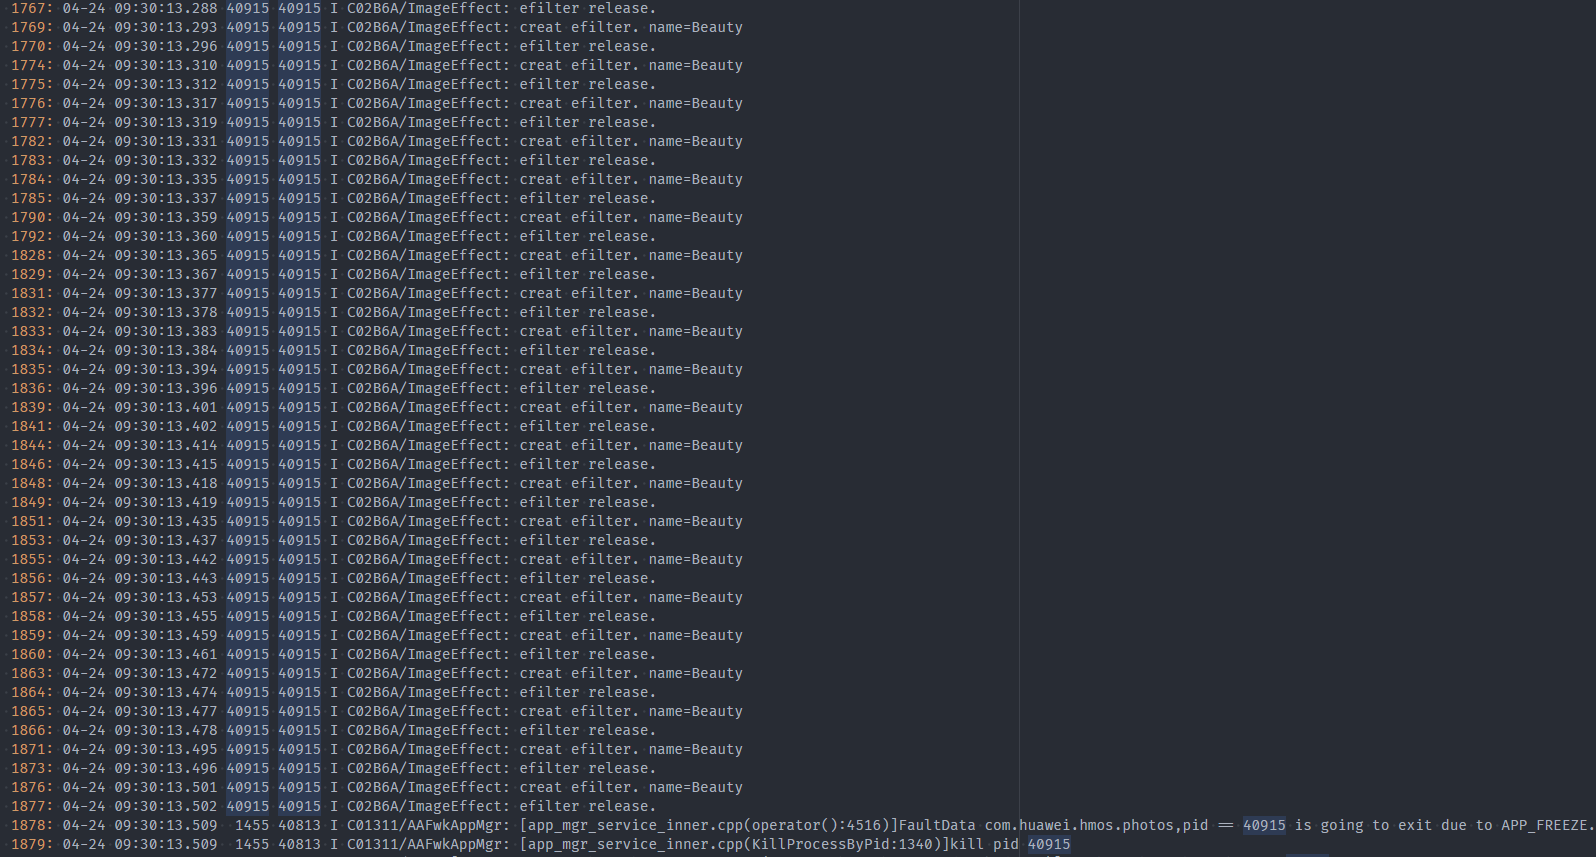 1767: 04-24 09:30:13.288 40915 40915 I C02B6A/ImageEffect: efilter release.
1769: 04-24 09:30:13.293 40915 40915 I C02B6A/ImageEffect: creat efilter. name=Beauty
1770: 04-24 09:30:13.296 40915 40915 I C02B6A/ImageEffect: efilter release.
1774: 04-24 09:30:13.310 40915 40915 I C02B6A/ImageEffect: creat efilter. name=Beauty
1775: 04-24 09:30:13.312 40915 40915 I C02B6A/ImageEffect: efilter release.
1776: 04-24 09:30:13.317 40915 40915 I C02B6A/ImageEffect: creat efilter. name=Beauty
1777: 04-24 09:30:13.319 40915 40915 I C02B6A/ImageEffect: efilter release.
1782: 04-24 09:30:13.331 40915 40915 I C02B6A/ImageEffect: creat efilter. name=Beauty
1783: 04-24 09:30:13.332 40915 40915 I C02B6A/ImageEffect: efilter release.
1784: 04-24 09:30:13.335 40915 40915 I C02B6A/ImageEffect: creat efilter. name=Beauty
1785: 04-24 09:30:13.337 40915 40915 I C02B6A/ImageEffect: efilter release.
1790: 04-24 09:30:13.359 40915 40915 I C02B6A/ImageEffect: creat efilter. name=Beauty
1792: 04-24 09:30:13.360 40915 40915 I C02B6A/ImageEffect: efilter release.
1828: 04-24 09:30:13.365 40915 40915 I C02B6A/ImageEffect: creat efilter. name=Beauty
1829: 04-24 09:30:13.367 40915 40915 I C02B6A/ImageEffect: efilter release.
1831: 04-24 09:30:13.377 40915 40915 I C02B6A/ImageEffect: creat efilter. name=Beauty
1832: 04-24 09:30:13.378 40915 40915 I C02B6A/ImageEffect: efilter release.
1833: 04-24 09:30:13.383 40915 40915 I C02B6A/ImageEffect: creat efilter. name=Beauty
1834: 04-24 09:30:13.384 40915 40915 I C02B6A/ImageEffect: efilter release.
1835: 04-24 09:30:13.394 40915 40915 I C02B6A/ImageEffect: creat efilter. name=Beauty
1836: 04-24 09:30:13.396 40915 40915 I C02B6A/ImageEffect: efilter release.
1839: 04-24 09:30:13.401 40915 40915 I C02B6A/ImageEffect: creat efilter. name=Beauty
1841: 04-24 09:30:13.402 40915 40915 I C02B6A/ImageEffect: efilter release.
1844: 04-24 09:30:13.414 40915 40915 I C02B6A/ImageEffect: creat efilter. name=Beauty
1846: 04-24 09:30:13.415 40915 40915 I C02B6A/ImageEffect: efilter release.
1848: 04-24 09:30:13.418 40915 40915 I C02B6A/ImageEffect: creat efilter. name=Beauty
1849: 04-24 09:30:13.419 40915 40915 I C02B6A/ImageEffect: efilter release.
1851: 04-24 09:30:13.435 40915 40915 I C02B6A/ImageEffect: creat efilter. name=Beauty
1853: 04-24 09:30:13.437 40915 40915 I C02B6A/ImageEffect: efilter release.
1855: 04-24 09:30:13.442 40915 40915 I C02B6A/ImageEffect: creat efilter. name=Beauty
1856: 04-24 09:30:13.443 40915 40915 I C02B6A/ImageEffect: efilter release.
1857: 04-24 09:30:13.453 40915 40915 I C02B6A/ImageEffect: creat efilter. name=Beauty
1858: 04-24 09:30:13.455 40915 40915 I C02B6A/ImageEffect: efilter release.
1859: 04-24 09:30:13.459 40915 40915 I C02B6A/ImageEffect: creat efilter. name=Beauty
1860: 04-24 09:30:13.461 40915 40915 I C02B6A/ImageEffect: efilter release.
1863: 04-24 09:30:13.472 40915 40915 I C02B6A/ImageEffect: creat efilter. name=Beauty
1864: 04-24 09:30:13.474 40915 40915 I C02B6A/ImageEffect: efilter release.
1865: 04-24 09:30:13.477 40915 40915 I C02B6A/ImageEffect: creat efilter. name=Beauty
1866: 04-24 09:30:13.478 40915 40915 I C02B6A/ImageEffect: efilter release.
1871: 04-24 09:30:13.495 40915 40915 I C02B6A/ImageEffect: creat efilter. name=Beauty
1873: 04-24 09:30:13.496 40915 40915 I C02B6A/ImageEffect: efilter release.
1876: 04-24 09:30:13.501 40915 40915 I C02B6A/ImageEffect: creat efilter. name=Beauty
1877: 04-24 09:30:13.502 40915 40915 I C02B6A/ImageEffect: efilter release.
1878: 04-24 09:30:13.509 1455 40813 I C01311/AAFwkAppMgr: [app_mgr_service_inner.cpp(operator():4516)]FaultData com.huawei.hmos.photos,pid == 40915 is going to exit due to APP_FREEZE.
1879: 04-24 09:30:13.509 1455 40813 I C01311/AAFwkAppMgr: [app_mgr_service_inner.cpp(KillProcessByPid:1340)]kill pid 40915